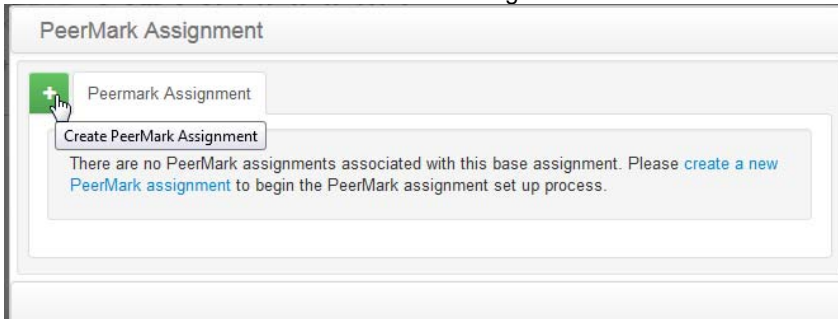 PeerMark Assignment
+
Peermark Assignment
Create PeerMark Assignment
There are no PeerMark assignments associated with this base assignment. Please create a new
PeerMark assignment to begin the PeerMark assignment set up process.